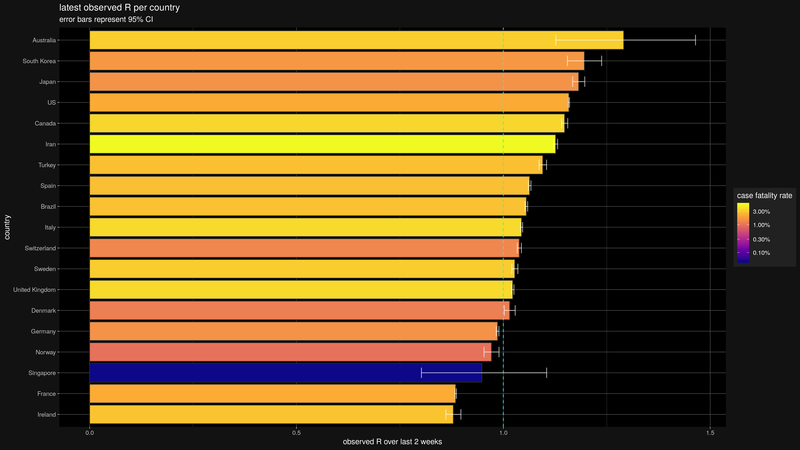 latest observed R per country
error bars represent 95% CI
country
Australia
South Korea
Japan
US
Canada
Iran
Turkey
Spain
Brazil
Italy
Switzerland
Sweden
United Kingdom
Denmark
Germany
Norway
Singapore
France
Ireland
0.0
0.5
1.0
1.5
observed R over last 2 weeks
case fatality rate
3.00%
1.00%
0.30%
0.10%